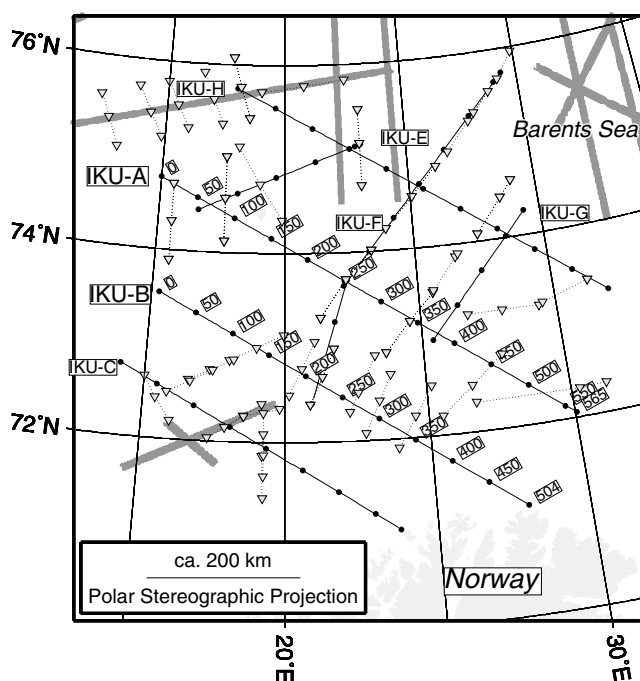 76°N
IKU-H
IKU-E
Barents Sea
IKU-A
0
50
100
150
200
250
300
350
400
450
500
550
565
IKU-F
IKU-G
74°N
IKU-B
0
50
100
150
200
250
300
350
400
450
504
IKU-C
72°N
ca. 200 km
Polar Stereographic Projection
Norway
20°E
30°E